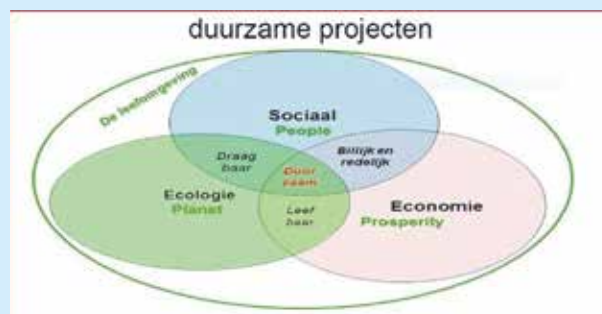 duurzame projecten
De leefomgeving
Sociaal
People
Draag
baar
Billijk en
redelijk
Duur
zaam
Ecologie
Planet
Leef
baar
Economie
Prosperity